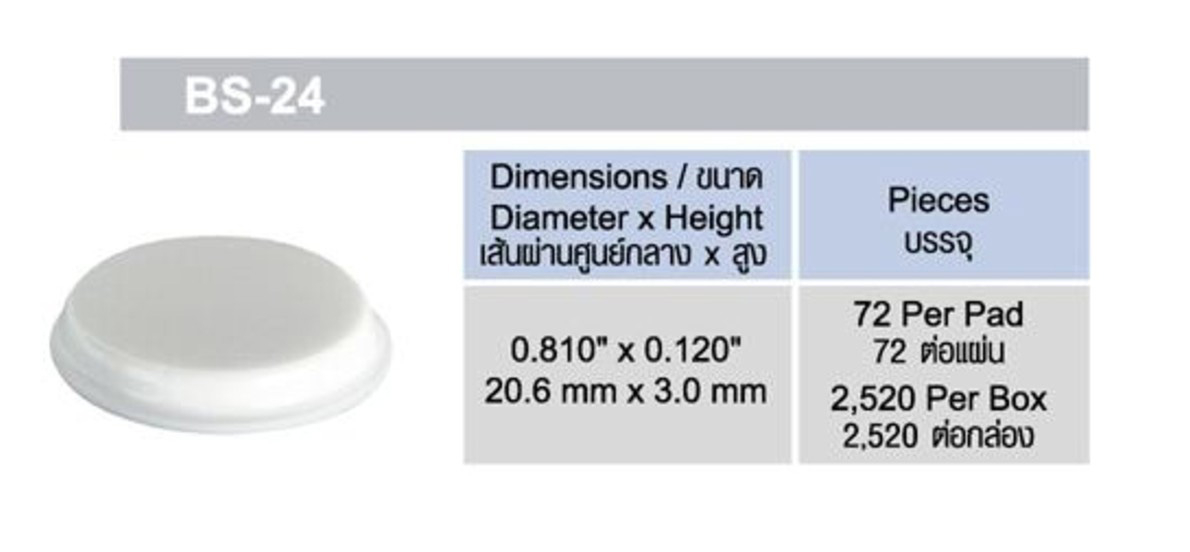 BS-24
Dimensions / ขนาด
Diameter x Height
เส้นผ่านศูนย์กลาง x สูง
Pieces
บรรจุ
0.810" x 0.120"
20.6 mm x 3.0 mm
72 Per Pad
72 ต่อแผ่น
2,520 Per Box
2,520 ต่อกล่อง